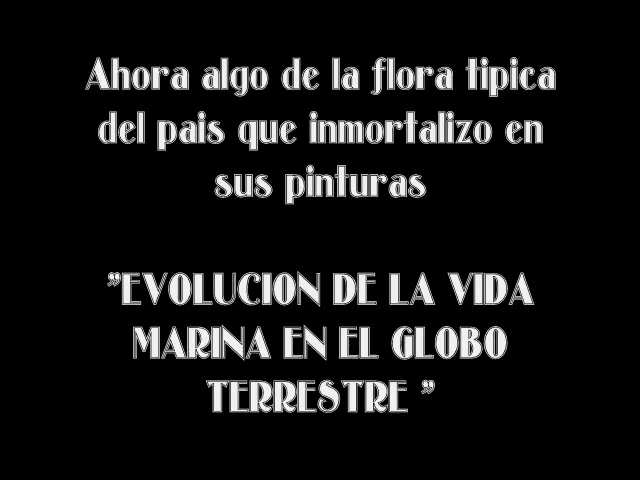 Ahora algo de la flora tipica
del pais que inmortalizo en
sus pinturas
"EVOLUCION DE LA VIDA
MARINA EN EL GLOBO
TERRESTRE "